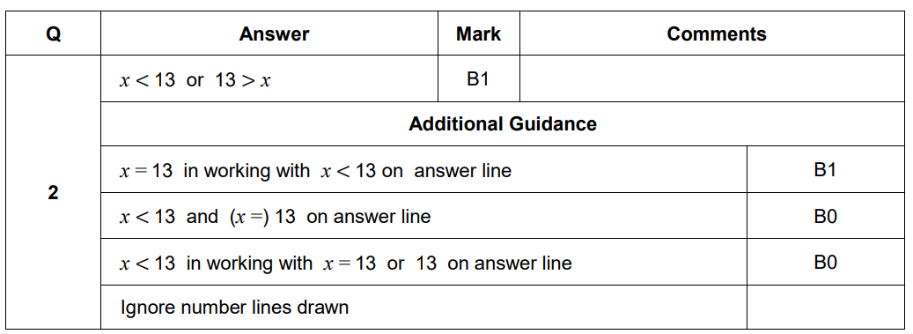 Q Answer Mark Comments
x < 13 or 13 > x B1
Additional Guidance
x = 13 in working with x < 13 on answer line B1
2
x < 13 and (x =) 13 on answer line B0
x < 13 in working with x = 13 or 13 on answer line B0
Ignore number lines drawn